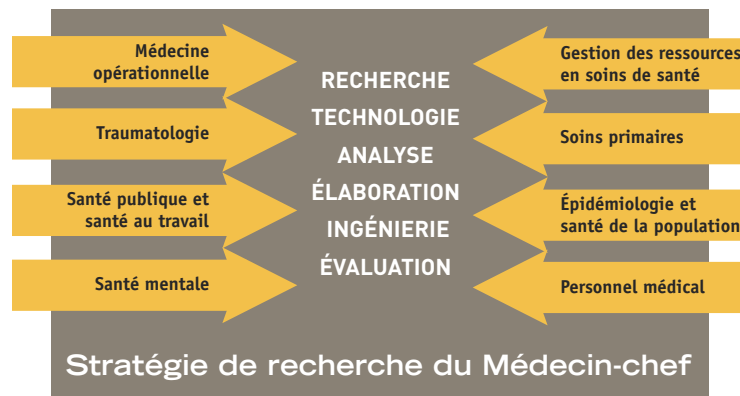 Médecine
opérationnelle
Traumatologie
Santé publique et
santé au travail
Santé mentale
RECHERCHE
TECHNOLOGIE
ANALYSE
ÉLABORATION
INGÉNIERIE
ÉVALUATION
Gestion des ressources
en soins de santé
Soins primaires
Épidémiologie et
santé de la population
Personnel médical
Stratégie de recherche du Médecin-chef